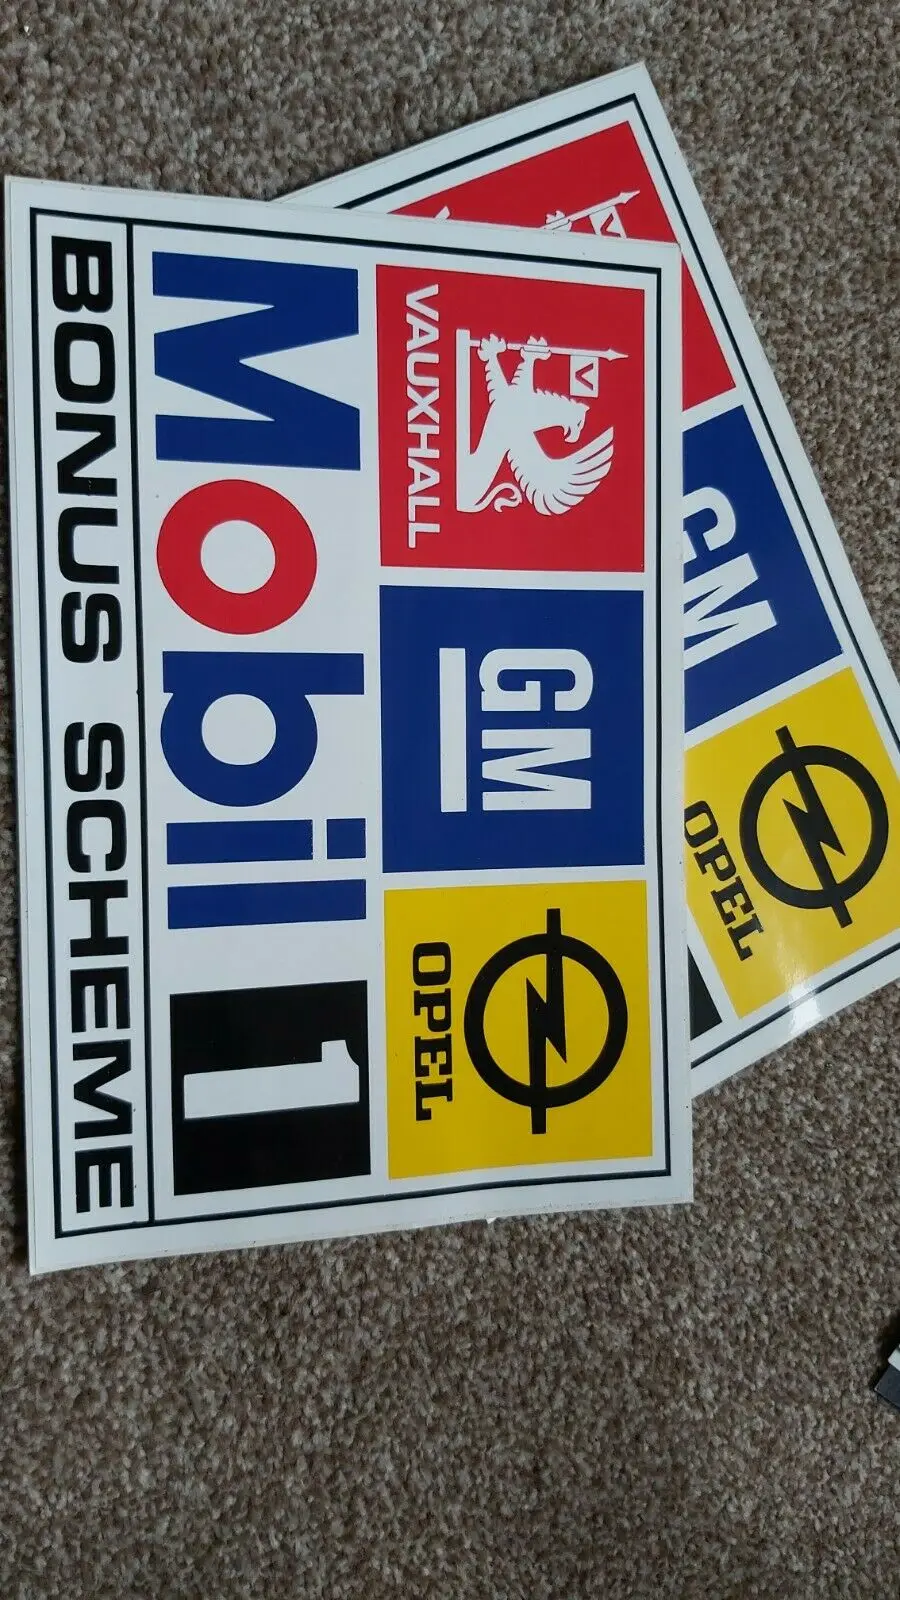 VAUXHALL
GM
OPEL
Mobil 1
BONUS SCHEME
GM
OPEL